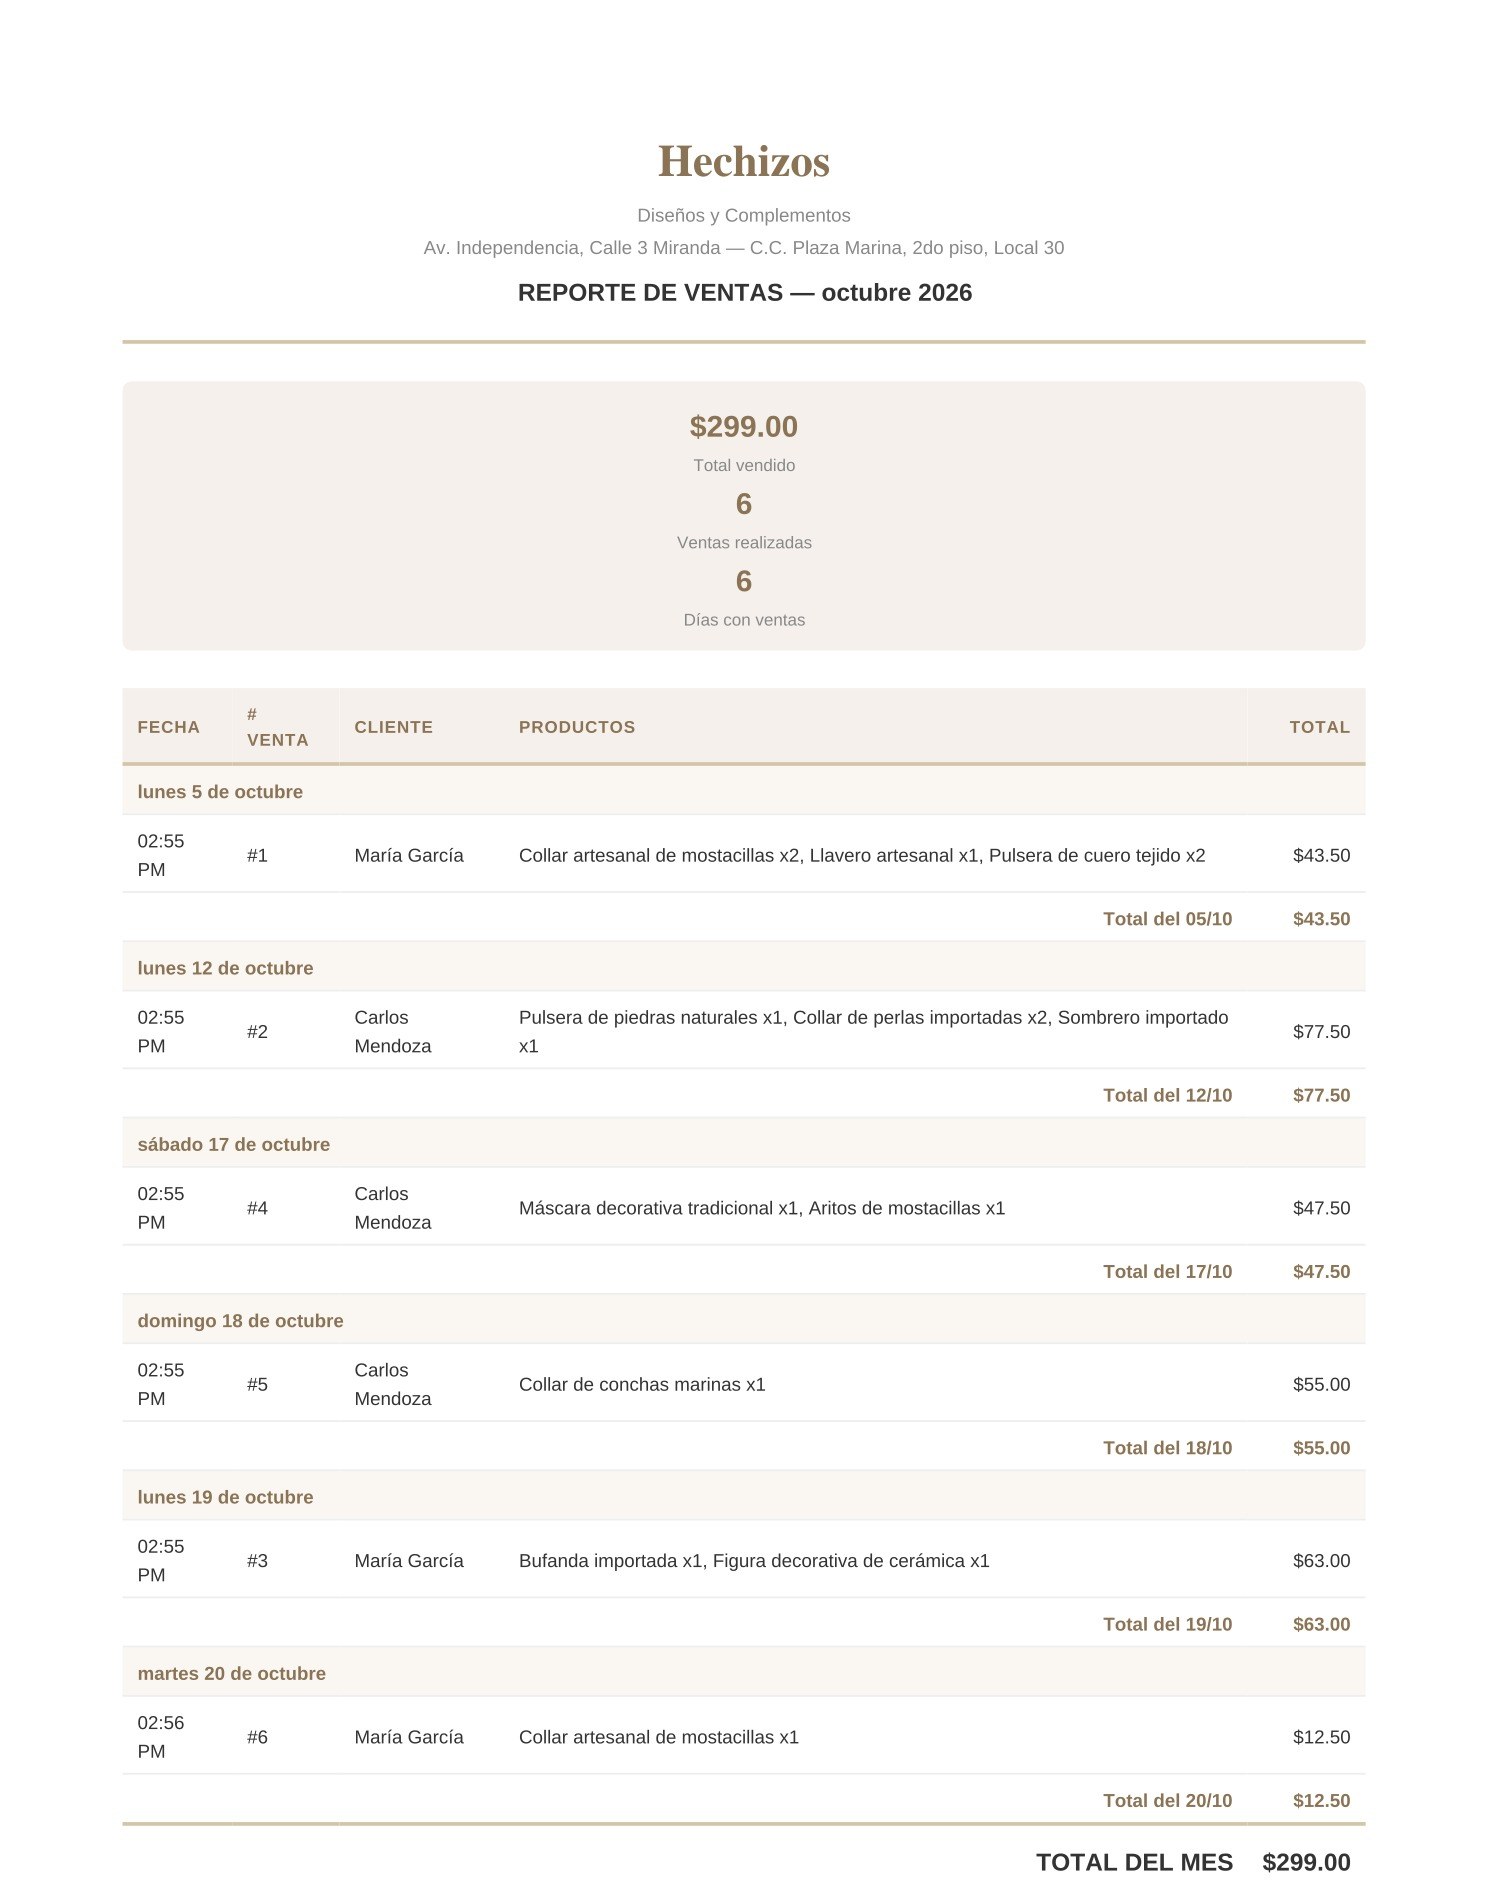 Hechizos
Diseños y Complementos
Av. Independencia, Calle 3 Miranda — C.C. Plaza Marina, 2do piso, Local 30
REPORTE DE VENTAS — octubre 2026
$299.00
Total vendido
6
Ventas realizadas
6
Días con ventas
FECHA # VENTA CLIENTE PRODUCTOS TOTAL
lunes 5 de octubre
02:55 PM #1 María García Collar artesanal de mostacillas x2, Llavero artesanal x1, Pulsera de cuero tejido x2 $43.50
Total del 05/10 $43.50
lunes 12 de octubre
02:55 PM #2 Carlos Mendoza Pulsera de piedras naturales x1, Collar de perlas importadas x2, Sombrero importado x1 $77.50
Total del 12/10 $77.50
sábado 17 de octubre
02:55 PM #4 Carlos Mendoza Máscara decorativa tradicional x1, Aritos de mostacillas x1 $47.50
Total del 17/10 $47.50
domingo 18 de octubre
02:55 PM #5 Carlos Mendoza Collar de conchas marinas x1 $55.00
Total del 18/10 $55.00
lunes 19 de octubre
02:55 PM #3 María García Bufanda importada x1, Figura decorativa de cerámica x1 $63.00
Total del 19/10 $63.00
martes 20 de octubre
02:56 PM #6 María García Collar artesanal de mostacillas x1 $12.50
Total del 20/10 $12.50
TOTAL DEL MES $299.00